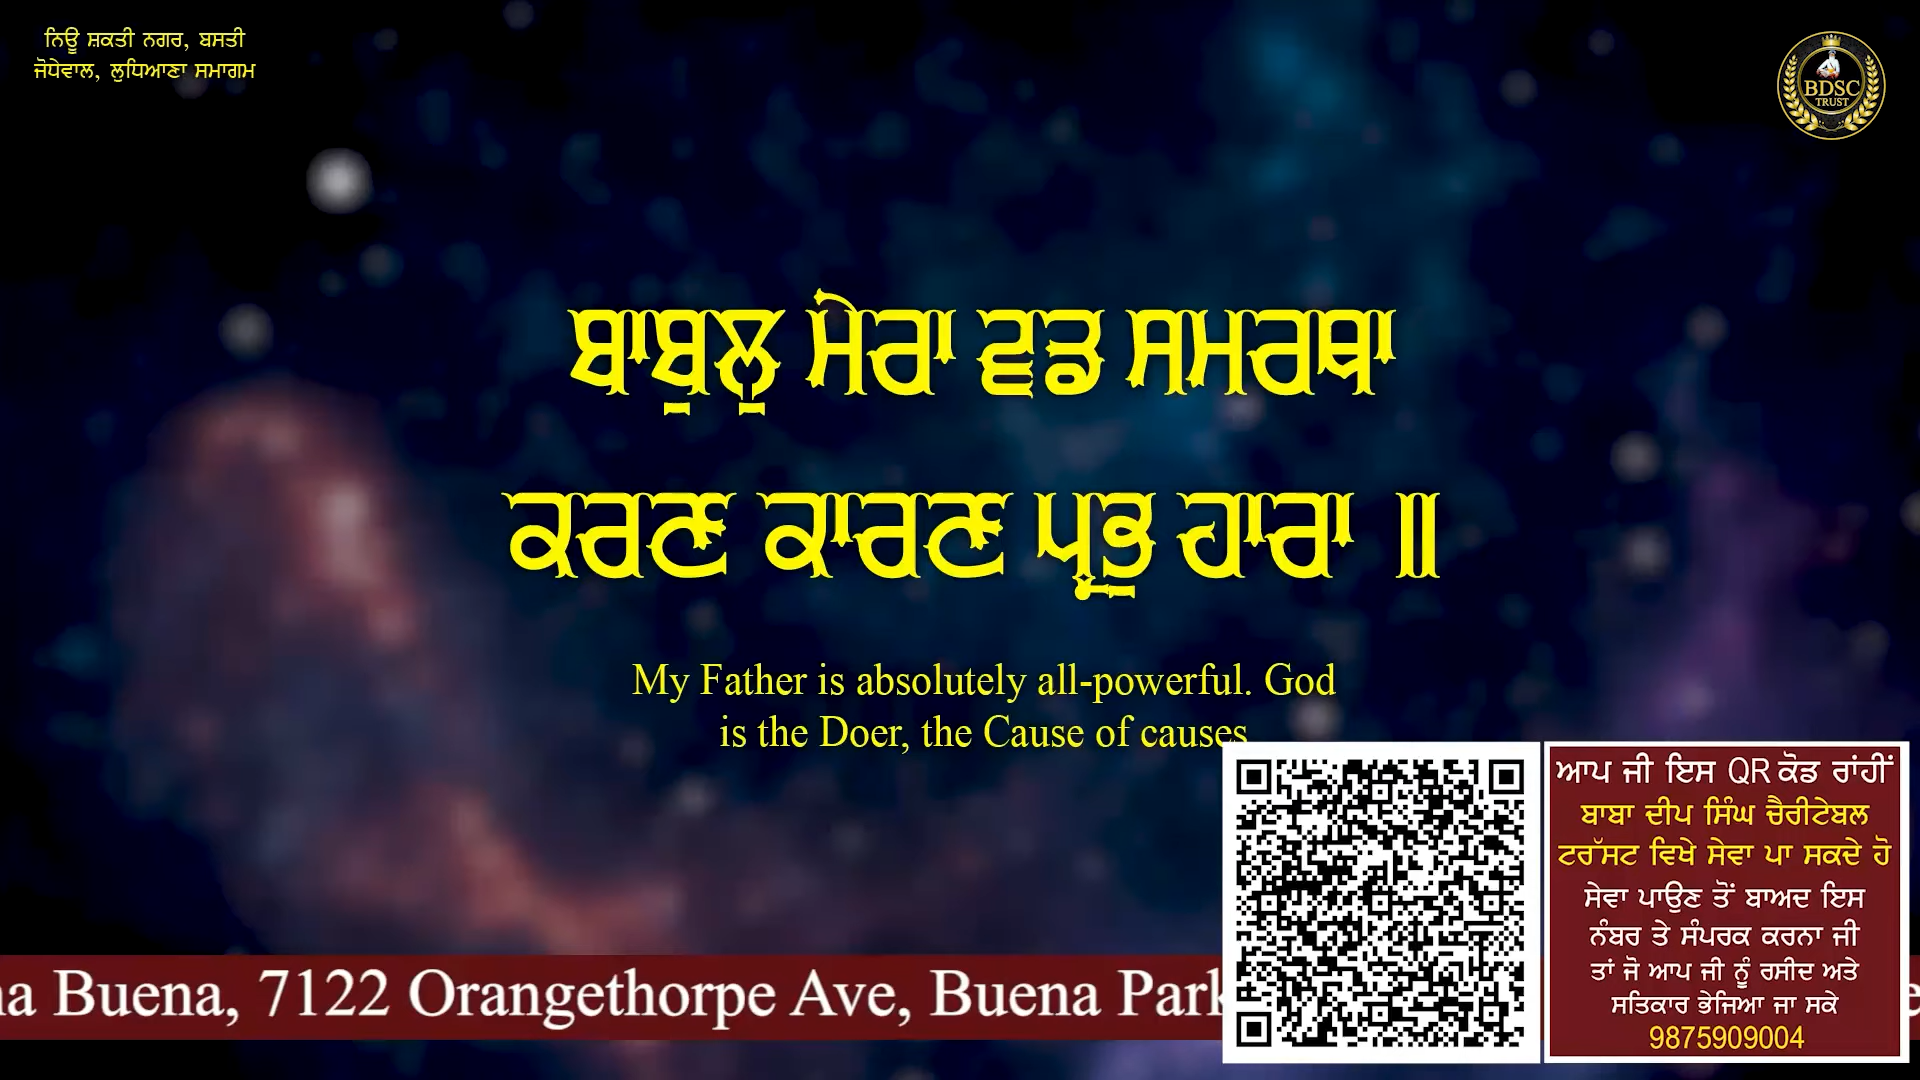 ਨਿਊ ਸ਼ਕਤੀ ਨਗਰ, ਬਸਤੀ
ਜੋਧੇਵਾਲ, ਲੁਧਿਆਣਾ ਸਮਾਗਮ
BDSC
TRUST
ਬਾਬੁਲੁ ਮੇਰਾ ਵਡ ਸਮਰਥਾ
ਕਰਣ ਕਾਰਣ ਪ੍ਰਭੁ ਹਾਰਾ ॥
My Father is absolutely all-powerful. God
is the Doer, the Cause of causes
ਆਪ ਜੀ ਇਸ QR ਕੋਡ ਰਾਂਹੀਂ
ਬਾਬਾ ਦੀਪ ਸਿੰਘ ਚੈਰੀਟੇਬਲ
ਟਰੱਸਟ ਵਿਖੇ ਸੇਵਾ ਪਾ ਸਕਦੇ ਹੋ
ਸੇਵਾ ਪਾਉਣ ਤੋਂ ਬਾਅਦ ਇਸ
ਨੰਬਰ ਤੇ ਸੰਪਰਕ ਕਰਨਾ ਜੀ
ਤਾਂ ਜੋ ਆਪ ਜੀ ਨੂੰ ਰਸੀਦ ਅਤੇ
ਸਤਿਕਾਰ ਭੇਜਿਆ ਜਾ ਸਕੇ
9875909004
Buena, 7122 Orangethorpe Ave, Buena Park